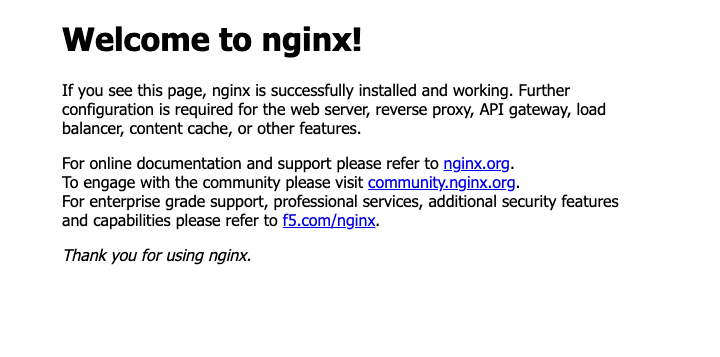 Welcome to nginx!
If you see this page, nginx is successfully installed and working. Further
configuration is required for the web server, reverse proxy, API gateway, load
balancer, content cache, or other features.
For online documentation and support please refer to nginx.org.
To engage with the community please visit community.nginx.org.
For enterprise grade support, professional services, additional security features
and capabilities please refer to f5.com/nginx.
Thank you for using nginx.